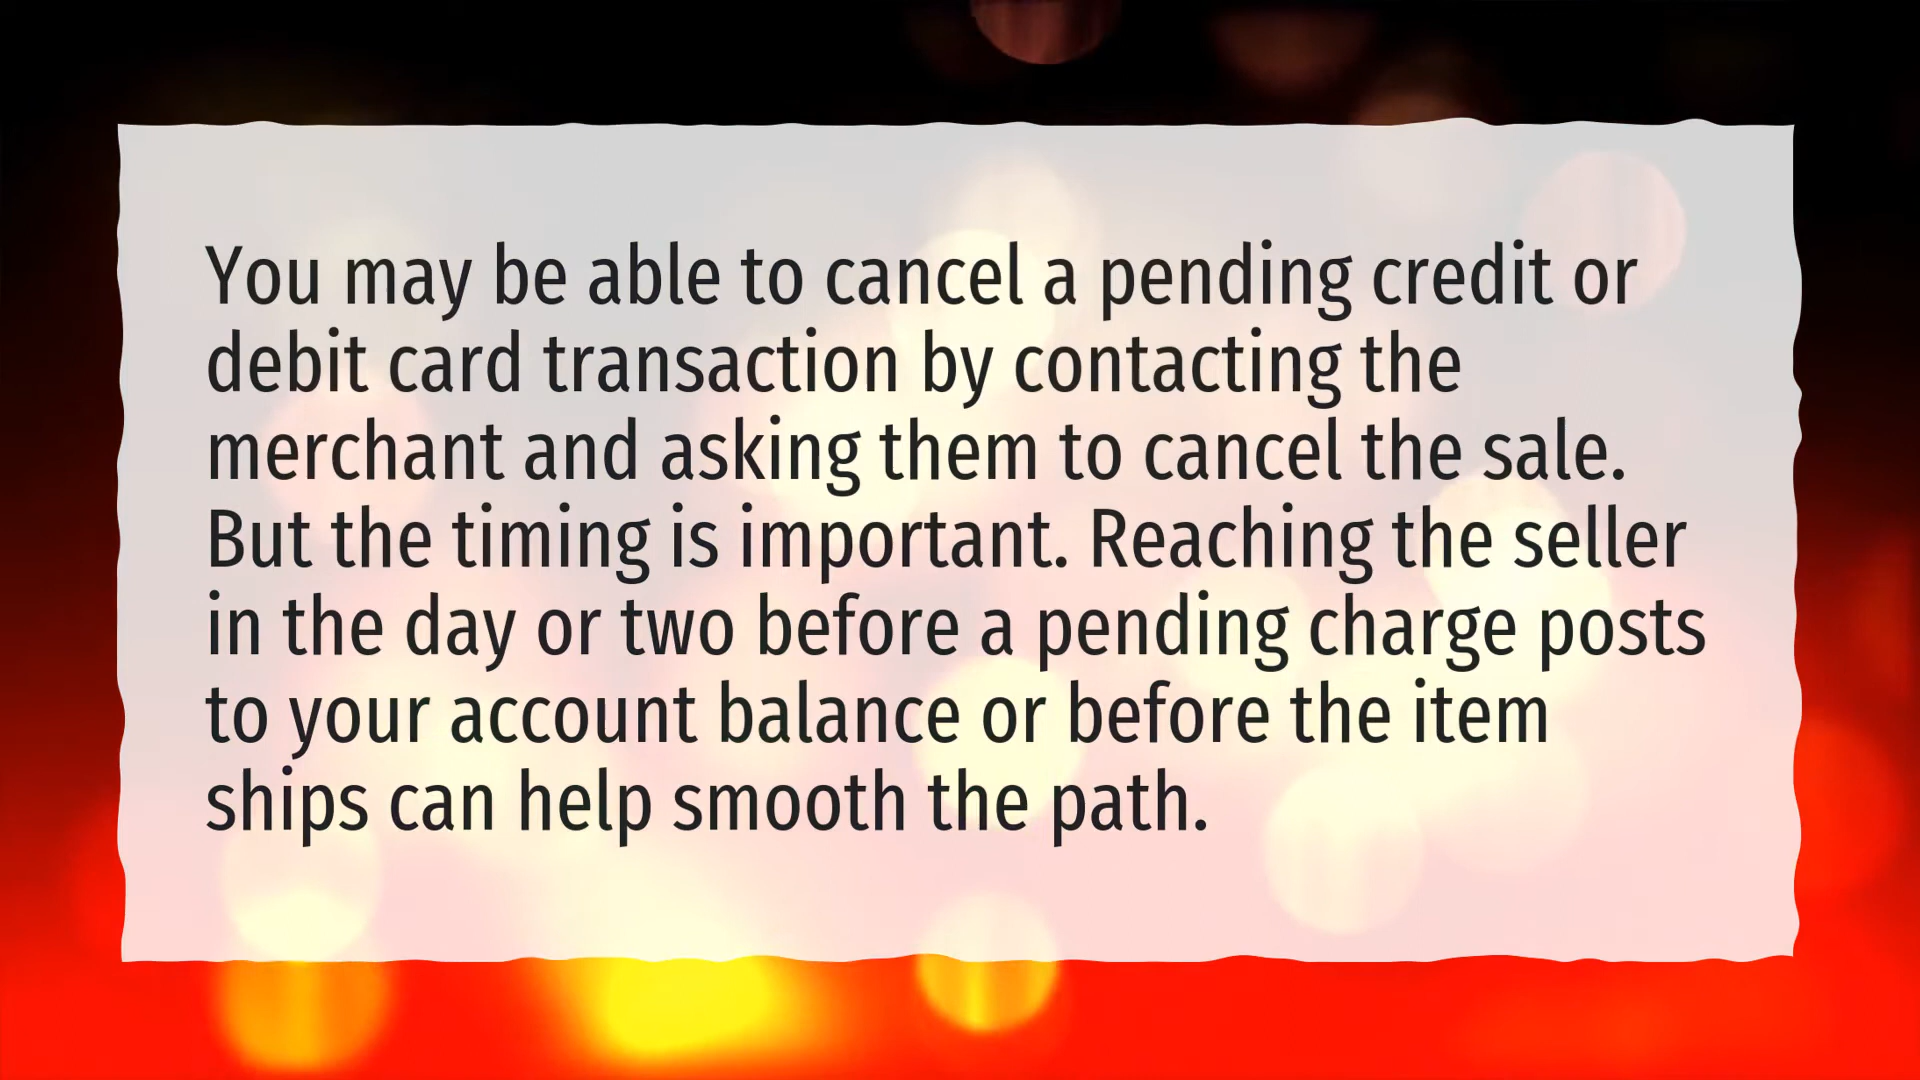 You may be able to cancel a pending credit or
debit card transaction by contacting the
merchant and asking them to cancel the sale.
But the timing is important. Reaching the seller
in the day or two before a pending charge posts
to your account balance or before the item
ships can help smooth the path.